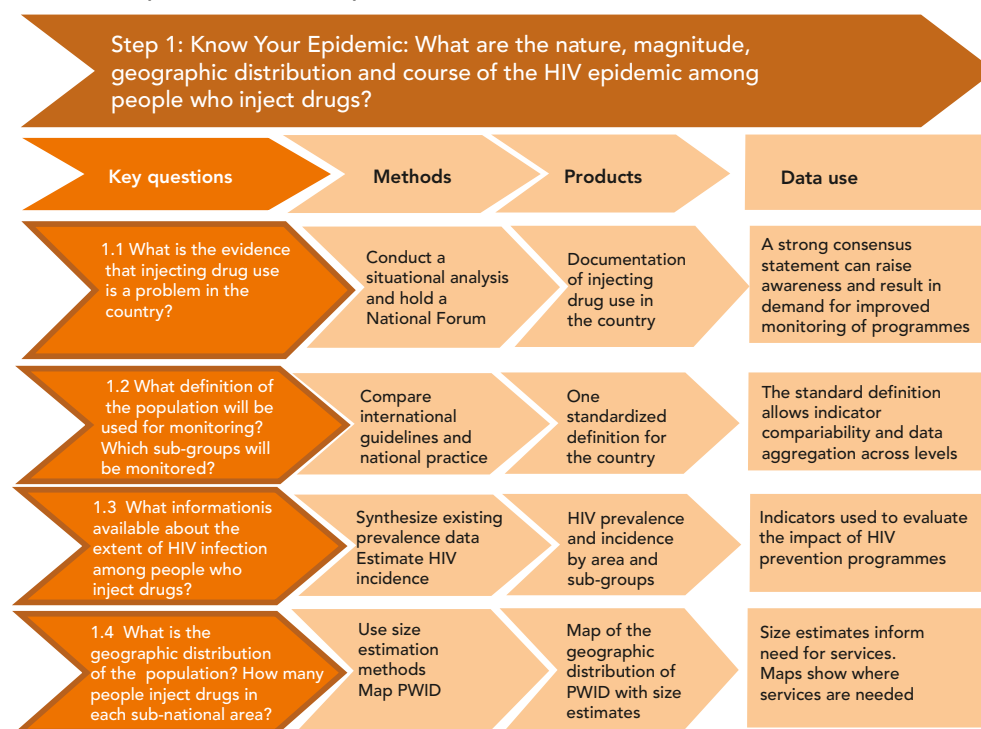 Step 1: Know Your Epidemic: What are the nature, magnitude,
geographic distribution and course of the HIV epidemic among
people who inject drugs?
Key questions
Methods
Products
Data use
1.1 What is the evidence
that injecting drug use
is a problem in the
country?
Conduct a
situational analysis
and hold a
National Forum
Documentation
of injecting
drug use in
the country
A strong consensus
statement can raise
awareness and result in
demand for improved
monitoring of programmes
1.2 What definition of
the population will be
used for monitoring?
Which sub-groups will
be monitored?
Compare
international
guidelines and
national practice
One
standardized
definition for
the country
The standard definition
allows indicator
compariability and data
aggregation across levels
1.3 What informationis
available about the
extent of HIV infection
among people who
inject drugs?
Synthesize existing
prevalence data
Estimate HIV
incidence
HIV prevalence
and incidence
by area and
sub-groups
Indicators used to evaluate
the impact of HIV
prevention programmes
1.4 What is the
geographic distribution
of the population? How many
people inject drugs in
each sub-national area?
Use size
estimation
methods
Map PWID
Map of the
geographic
distribution of
PWID with size
estimates
Size estimates inform
need for services.
Maps show where
services are needed